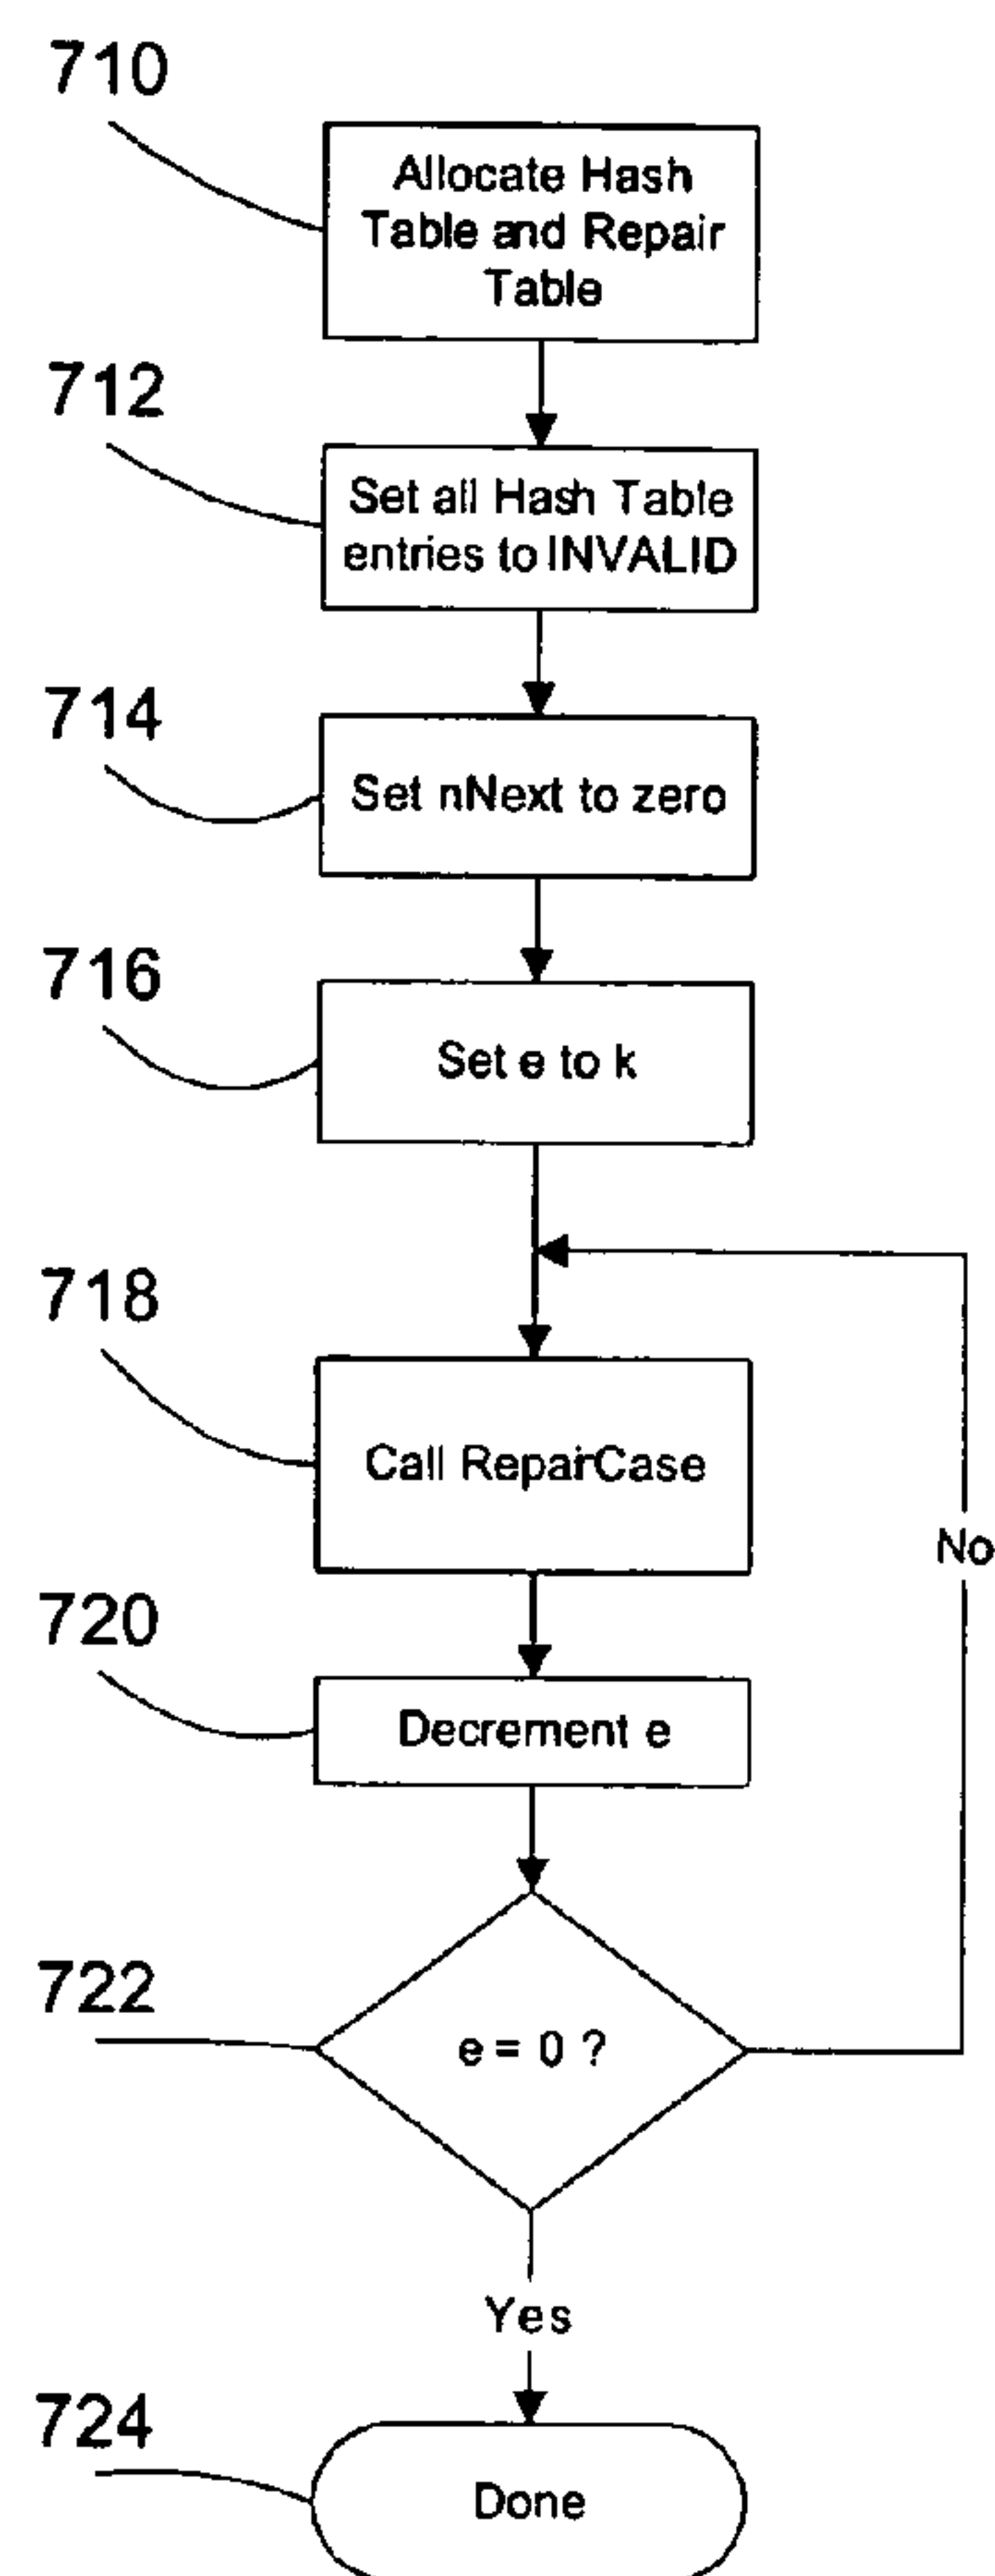 710
Allocate Hash
Table and Repair
Table
712
Set all Hash Table
entries to INVALID
714
Set nNext to zero
716
Set e to k
718
Call RepairCase
No
720
Decrement e
722
e = 0 ?
Yes
724
Done